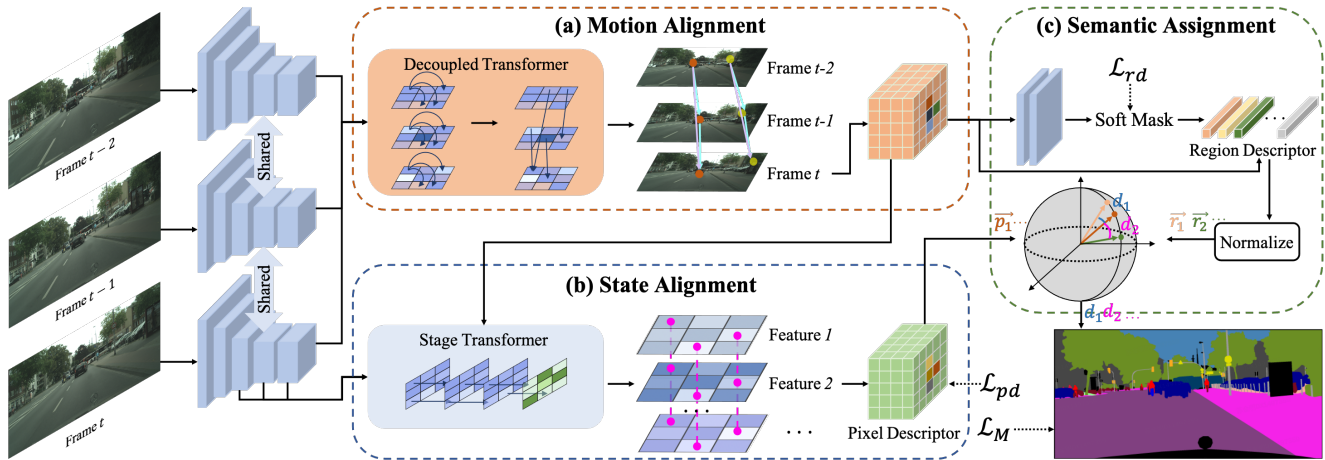 Frame t − 2
Frame t − 1
Frame t
Shared
Shared
(a) Motion Alignment
Decoupled Transformer
Frame t-2
Frame t-1
Frame t
(b) State Alignment
Stage Transformer
Feature 1
Feature 2
...
...
Pixel Descriptor
ℒpd
ℒM
(c) Semantic Assignment
ℒrd
Soft Mask
...
Region Descriptor
d1
d2
p1⃗ ...
r1⃗ r2⃗ ...
Normalize
d1d2...